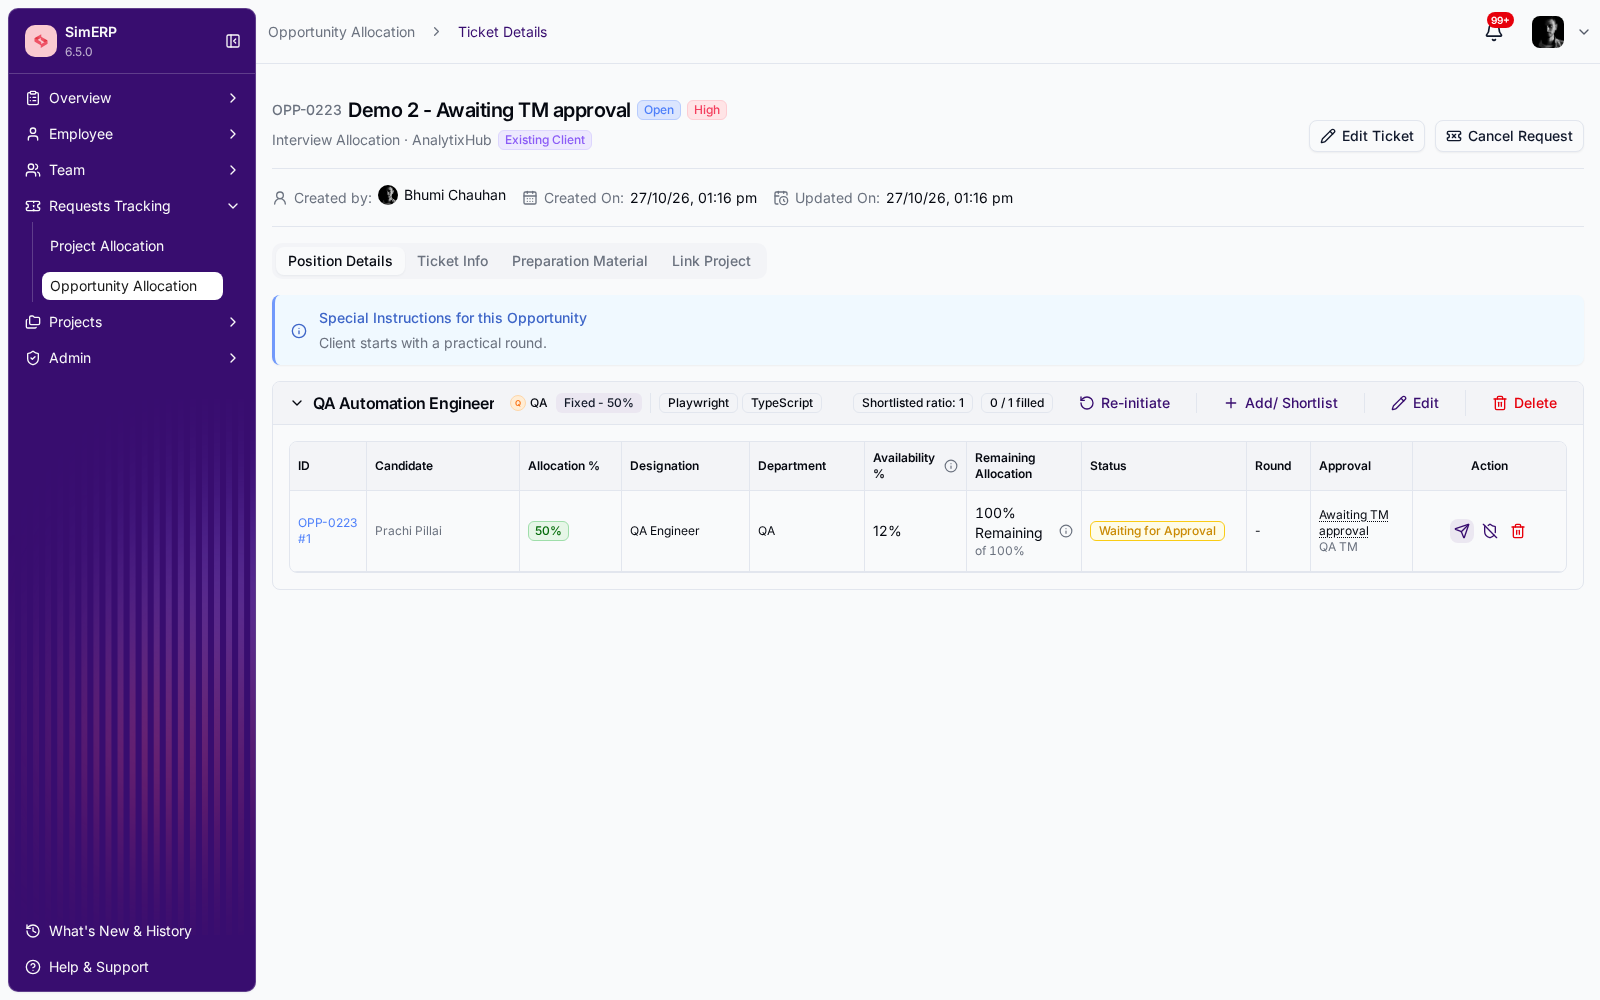 SimERP
6.5.0
Overview
Employee
Team
Requests Tracking
Project Allocation
Opportunity Allocation
Projects
Admin
What's New & History
Help & Support
Opportunity Allocation > Ticket Details
99+
OPP-0223 Demo 2 - Awaiting TM approval Open High
Interview Allocation · AnalytixHub Existing Client
Edit Ticket Cancel Request
Created by: Bhumi Chauhan Created On: 27/10/26, 01:16 pm Updated On: 27/10/26, 01:16 pm
Position Details Ticket Info Preparation Material Link Project
Special Instructions for this Opportunity
Client starts with a practical round.
QA Automation Engineer Q QA Fixed - 50% Playwright TypeScript Shortlisted ratio: 1 0 / 1 filled Re-initiate Add/ Shortlist Edit Delete
ID Candidate Allocation % Designation Department Availability % Remaining Allocation Status Round Approval Action
OPP-0223 #1 Prachi Pillai 50% QA Engineer QA 12% 100% Remaining of 100% Waiting for Approval - Awaiting TM approval QA TM